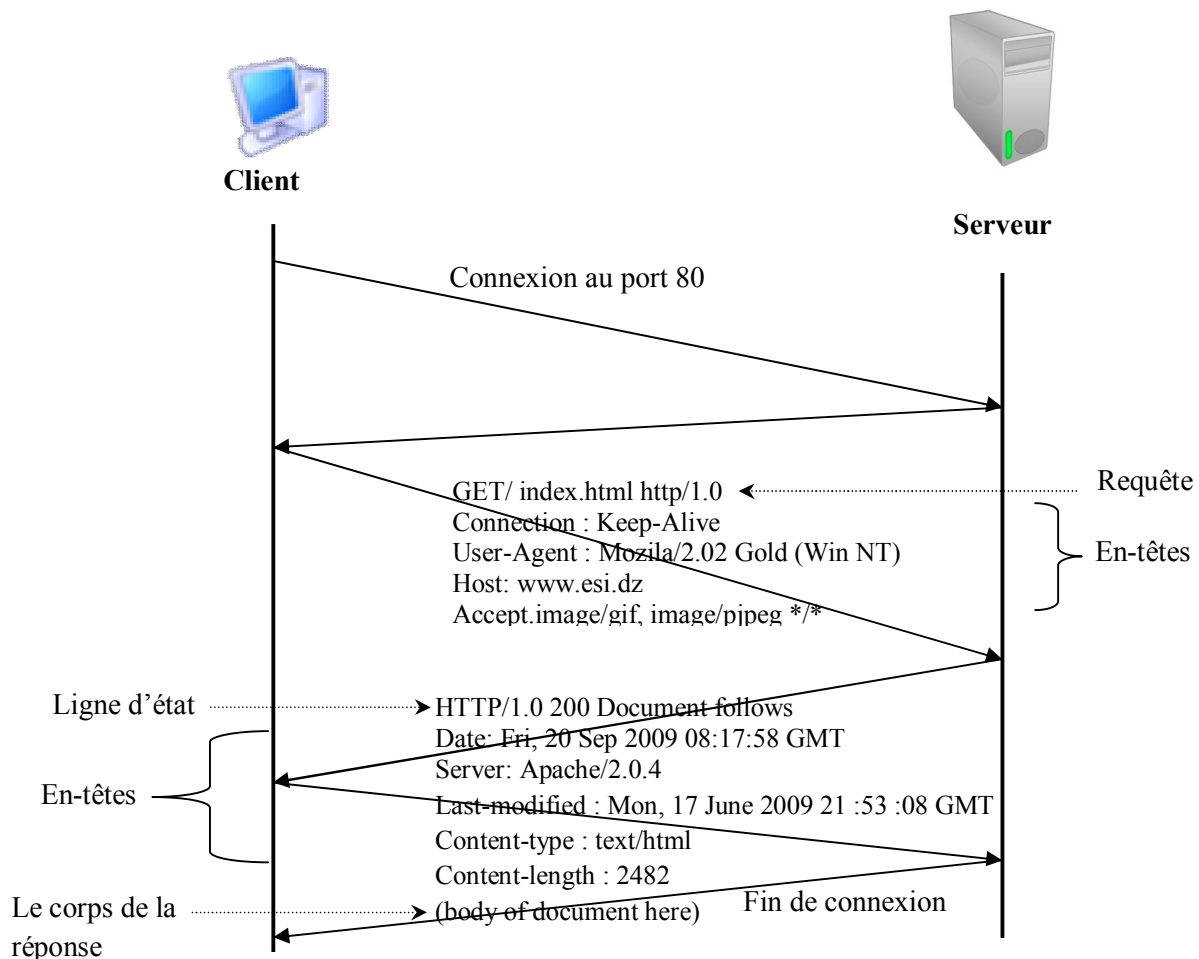 Client
Serveur
Connexion au port 80
GET/ index.html http/1.0
Requête
Connection : Keep-Alive
User-Agent : Mozila/2.02 Gold (Win NT)
En-têtes
Host: www.esi.dz
Accept.image/gif, image/pjpeg */*
Ligne d’état
HTTP/1.0 200 Document follows
Date: Fri, 20 Sep 2009 08:17:58 GMT
Server: Apache/2.0.4
En-têtes
Last-modified : Mon, 17 June 2009 21 :53 :08 GMT
Content-type : text/html
Content-length : 2482
Le corps de la
réponse
(body of document here)
Fin de connexion